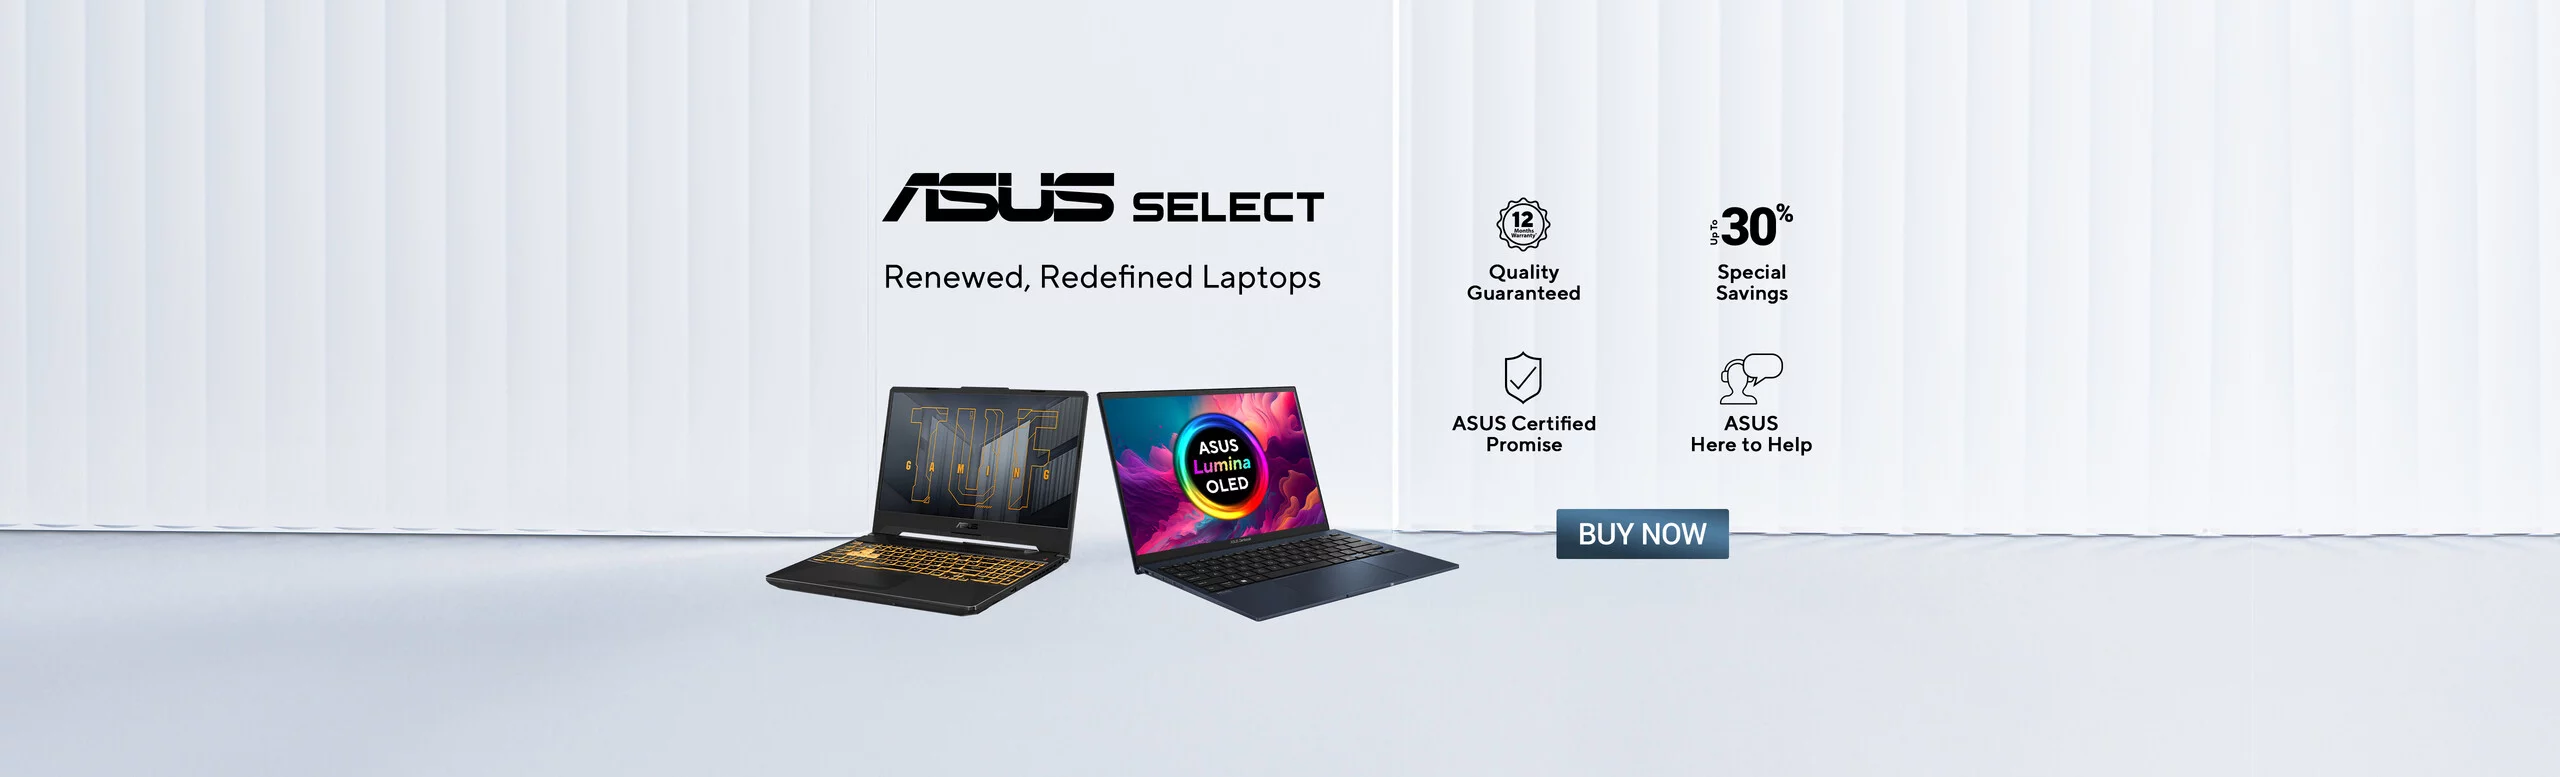 ASUS SELECT
Renewed, Redefined Laptops
12
Months
Warranty*
Quality
Guaranteed
Up To 30%
Special
Savings
ASUS Certified
Promise
ASUS
Here to Help
BUY NOW
TUF
GAMING
ASUS
ASUS
Lumina
OLED